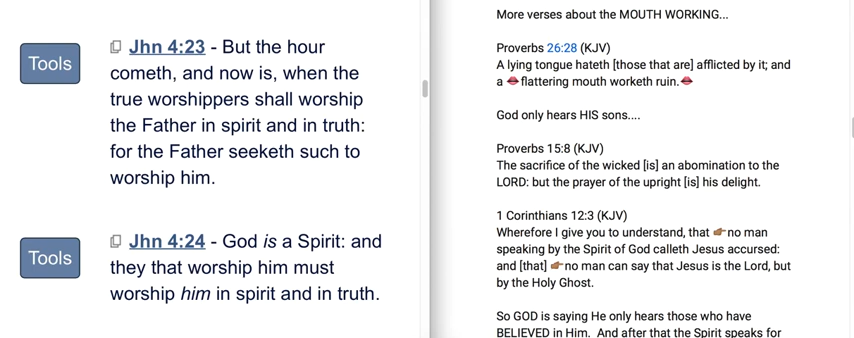 Tools
Jhn 4:23 - But the hour
cometh, and now is, when the
true worshippers shall worship
the Father in spirit and in truth:
for the Father seeketh such to
worship him.
Tools
Jhn 4:24 - God is a Spirit: and
they that worship him must
worship him in spirit and in truth.
More verses about the MOUTH WORKING...
Proverbs 26:28 (KJV)
A lying tongue hateth [those that are] afflicted by it; and
a 👄flattering mouth worketh ruin.👄
God only hears HIS sons....
Proverbs 15:8 (KJV)
The sacrifice of the wicked [is] an abomination to the
LORD: but the prayer of the upright [is] his delight.
1 Corinthians 12:3 (KJV)
Wherefore I give you to understand, that 👉🏽no man
speaking by the Spirit of God calleth Jesus accursed:
and [that] 👉🏽no man can say that Jesus is the Lord, but
by the Holy Ghost.
So GOD is saying He only hears those who have
BELIEVED in Him.  And after that the Spirit speaks for